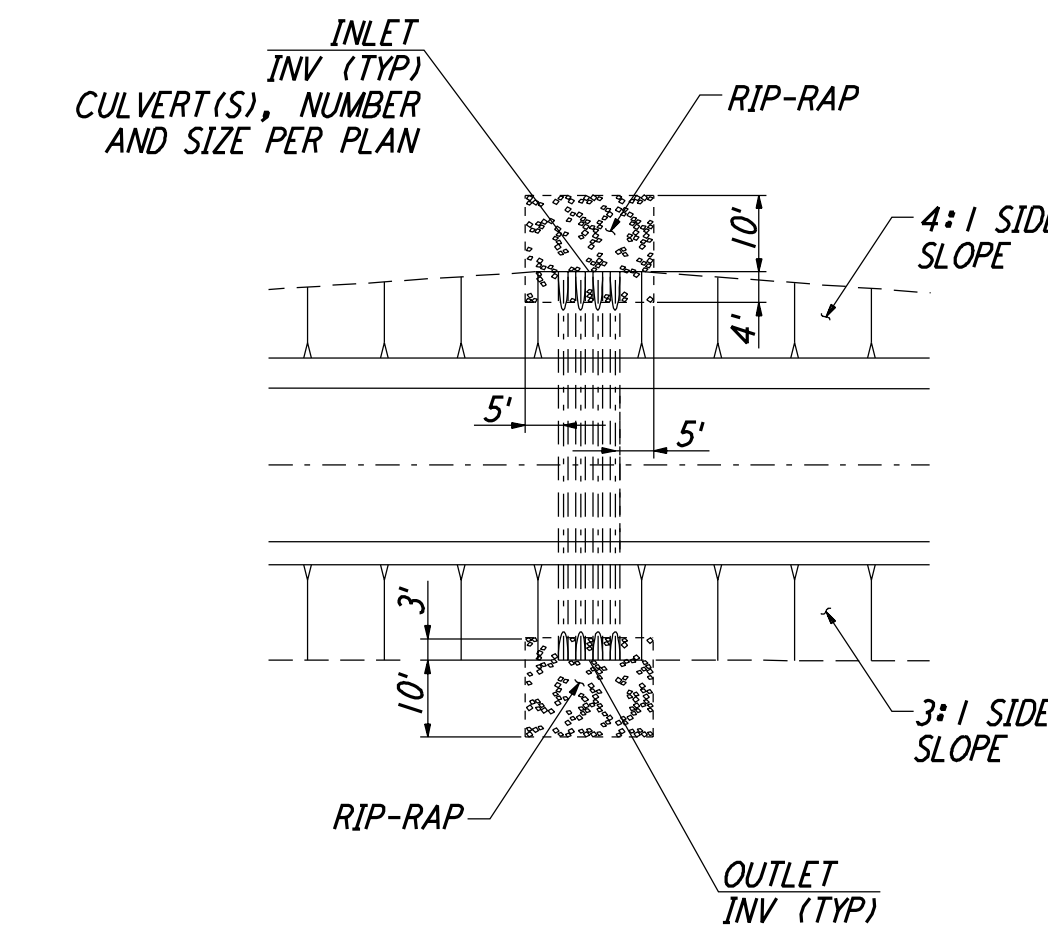 INLET
INV (TYP)
CULVERT(S), NUMBER
AND SIZE PER PLAN
RIP-RAP
10'
4:1 SIDE
SLOPE
4'
5'
5'
3'
10'
3:1 SIDE
SLOPE
RIP-RAP
OUTLET
INV (TYP)